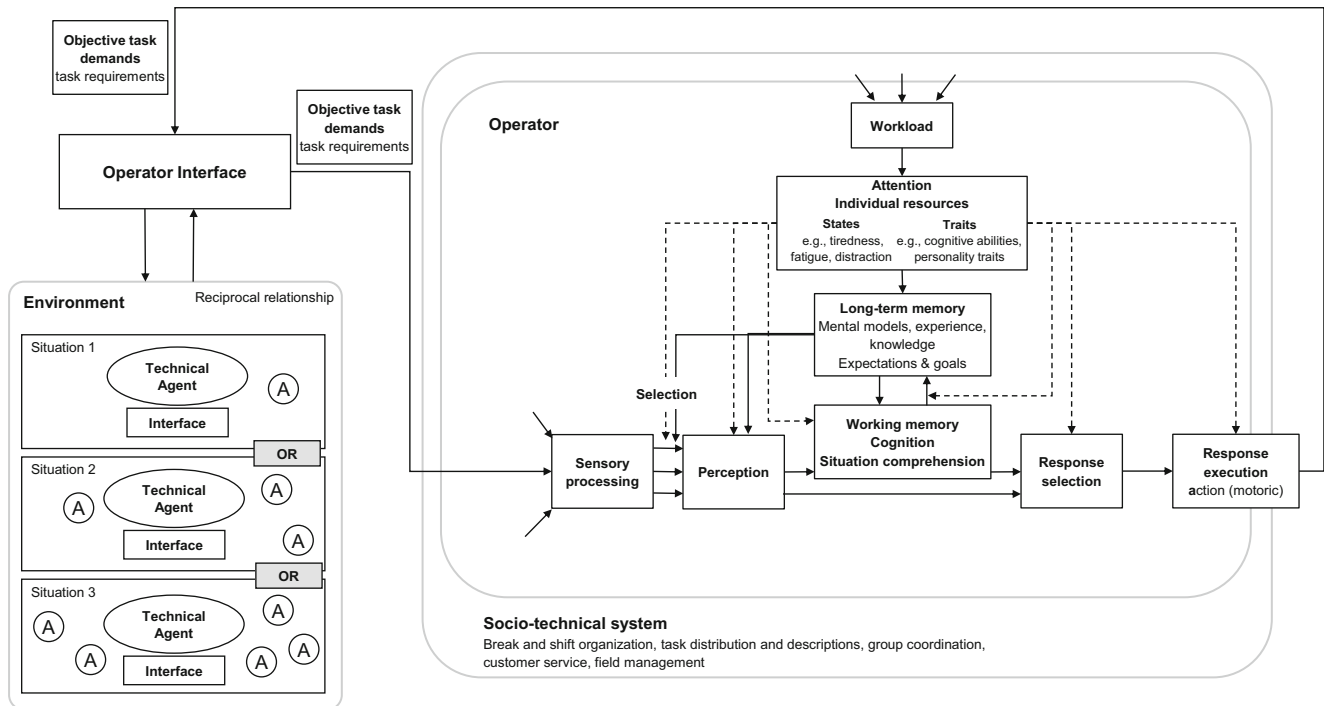 Objective task
demands
task requirements
Objective task
demands
task requirements
Operator Interface
Environment
Reciprocal relationship
Situation 1
Technical
Agent
A
Interface
OR
Situation 2
Technical
Agent
A
A
A
Interface
OR
Situation 3
Technical
Agent
A
A
A
A
A
Interface
Operator
Workload
Attention
Individual resources
States
e.g., tiredness,
fatigue, distraction
Traits
e.g., cognitive abilities,
personality traits
Long-term memory
Mental models, experience,
knowledge
Expectations & goals
Selection
Sensory
processing
Perception
Working memory
Cognition
Situation comprehension
Response
selection
Response
execution
action (motoric)
Socio-technical system
Break and shift organization, task distribution and descriptions, group coordination,
customer service, field management